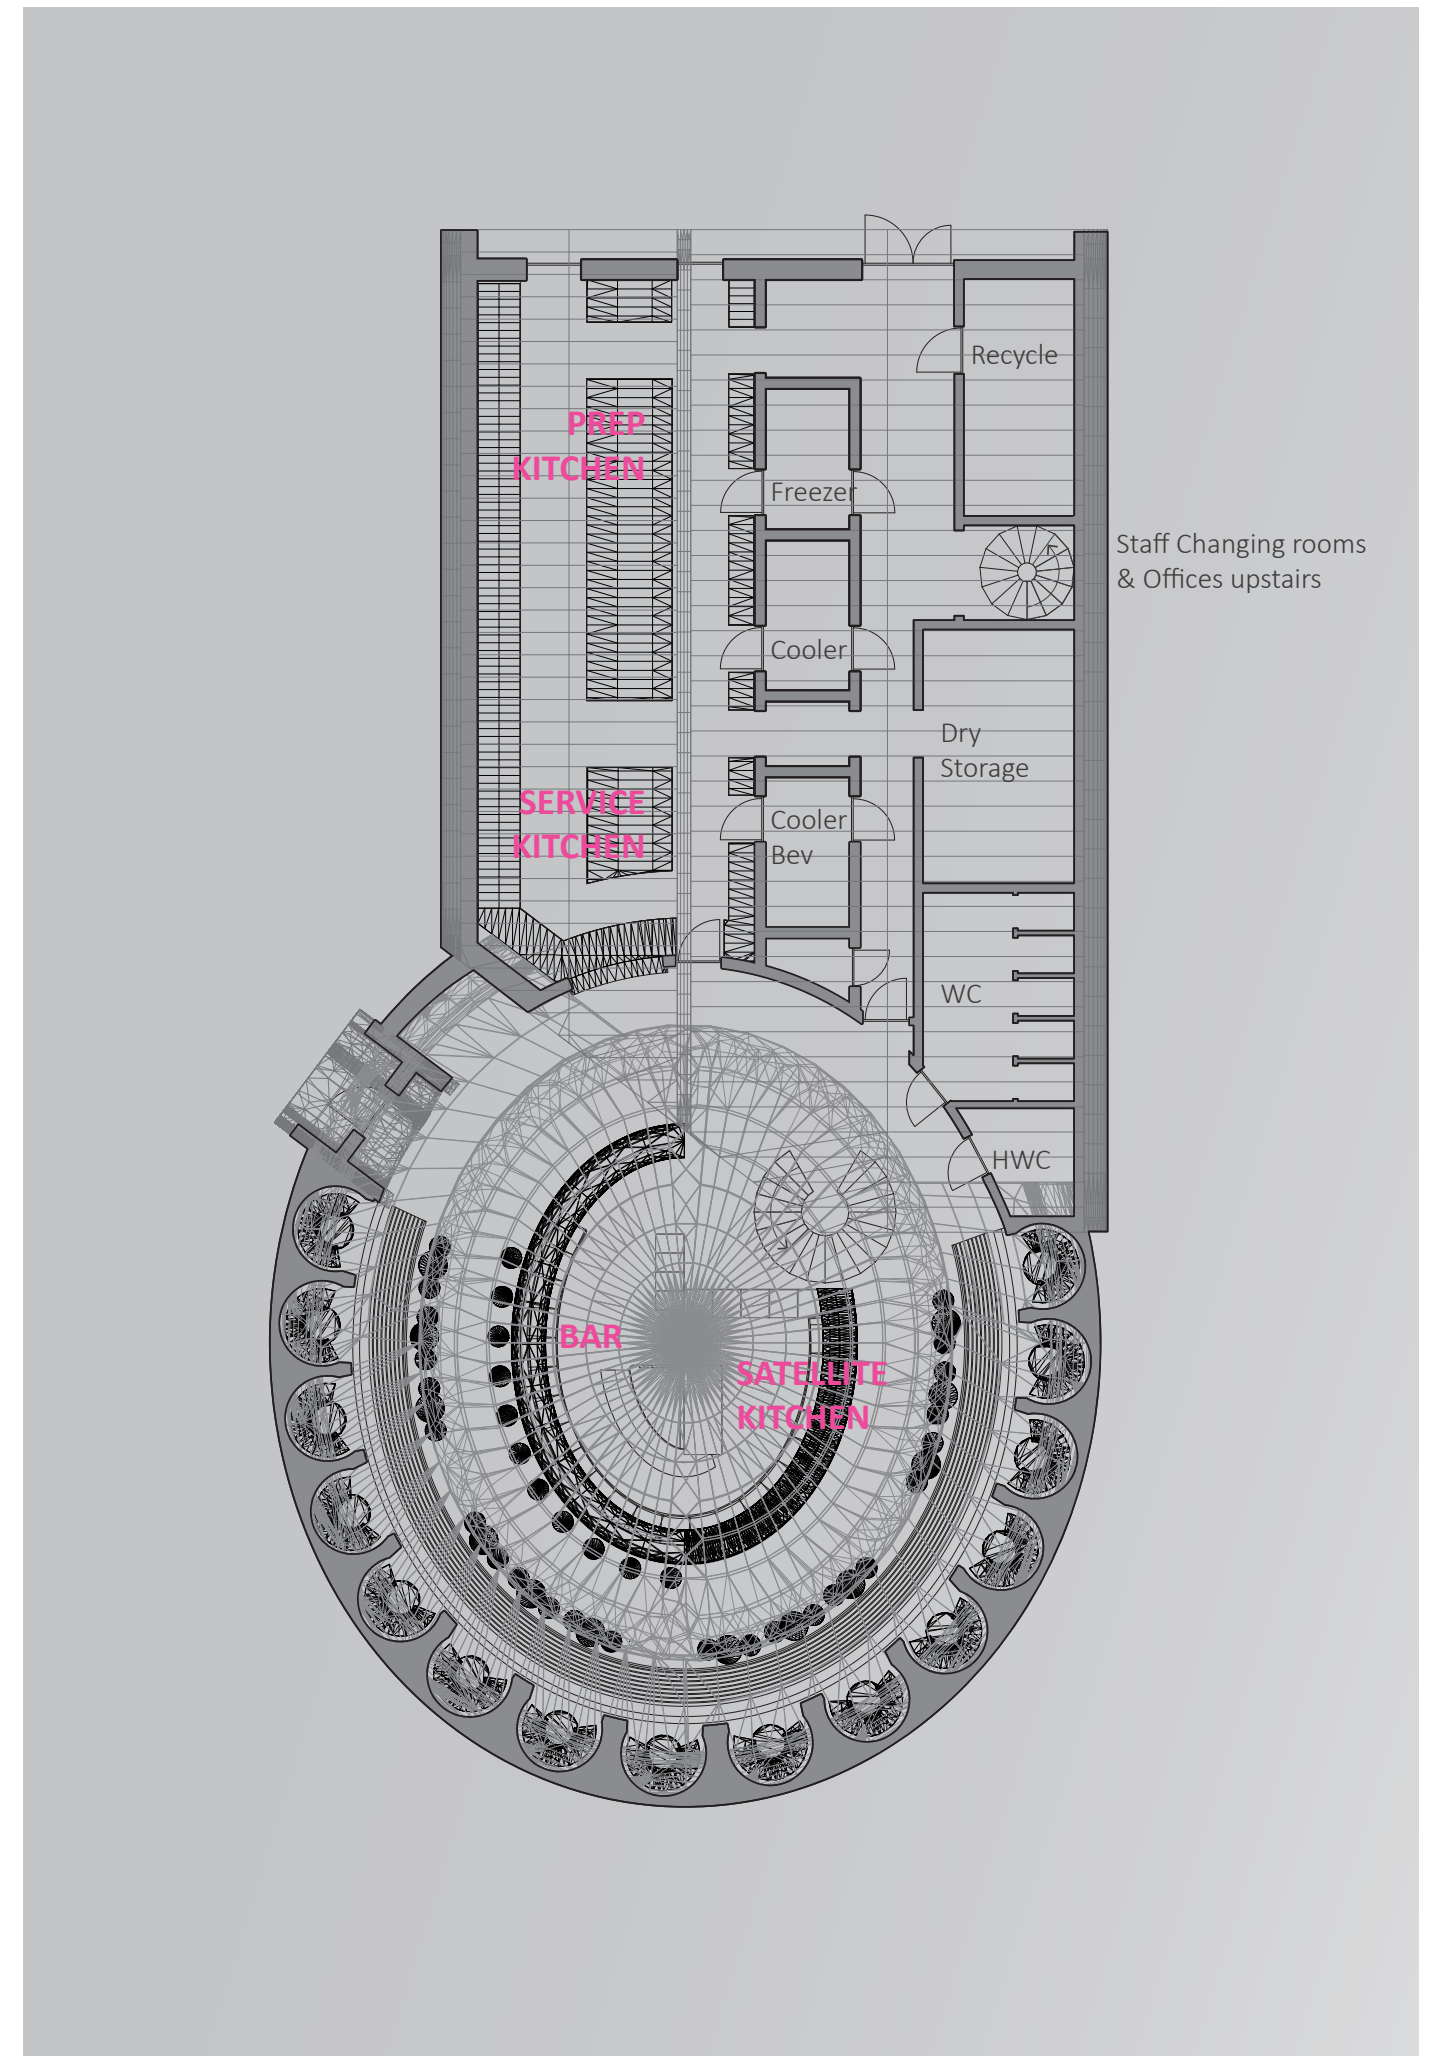 Recycle
PREP
KITCHEN
Freezer
Staff Changing rooms
& Offices upstairs
Cooler
Dry
Storage
SERVICE
KITCHEN
Cooler
Bev
WC
HWC
BAR
SATELLITE
KITCHEN